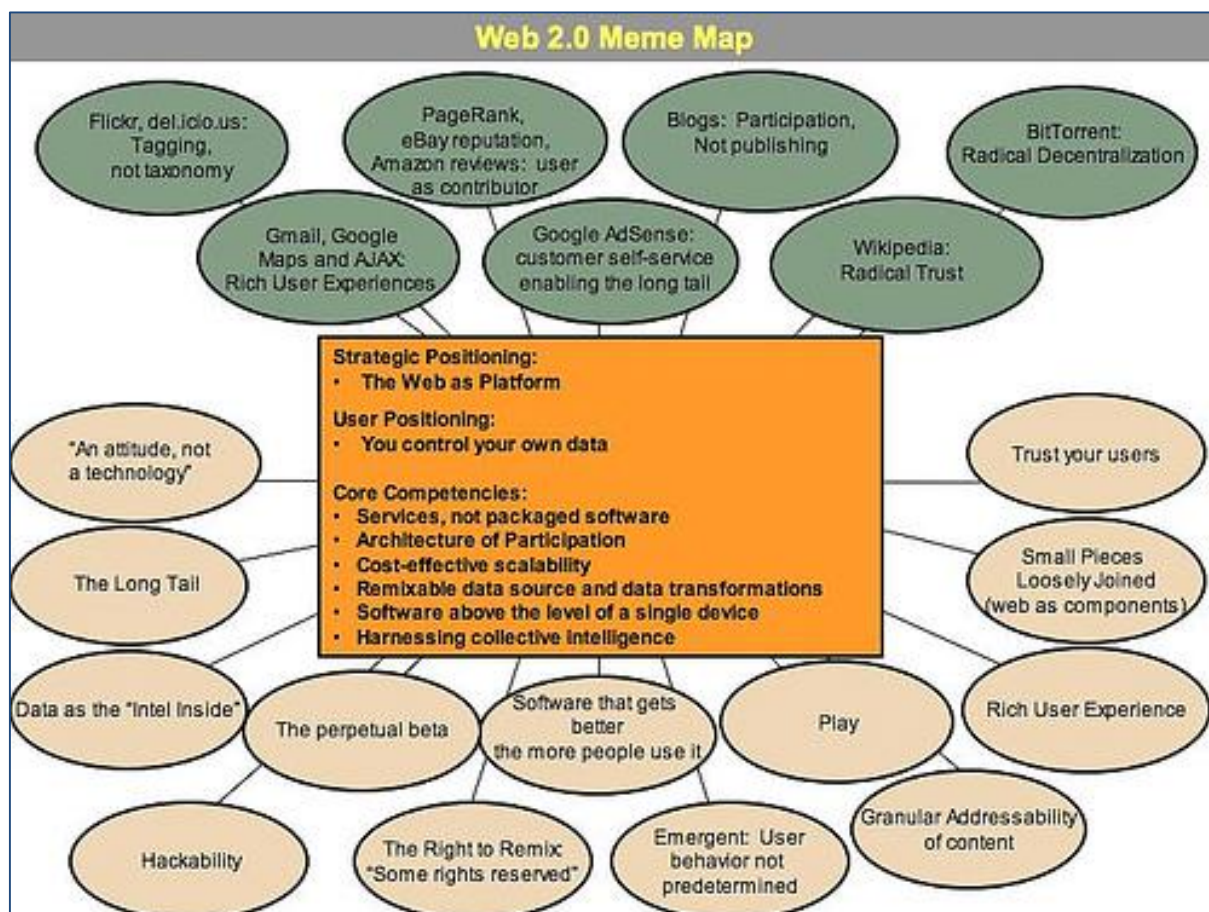 Web 2.0 Meme Map
Flickr, del.icio.us:
Tagging,
not taxonomy
PageRank,
eBay reputation,
Amazon reviews: user
as contributor
Blogs: Participation,
Not publishing
BitTorrent:
Radical Decentralization
Gmail, Google
Maps and AJAX:
Rich User Experiences
Google AdSense:
customer self-service
enabling the long tail
Wikipedia:
Radical Trust
Strategic Positioning:
• The Web as Platform
User Positioning:
• You control your own data
Core Competencies:
• Services, not packaged software
• Architecture of Participation
• Cost-effective scalability
• Remixable data source and data transformations
• Software above the level of a single device
• Harnessing collective intelligence
"An attitude, not
a technology"
Trust your users
The Long Tail
Small Pieces
Loosely Joined
(web as components)
Data as the "Intel Inside"
The perpetual beta
Software that gets
better
the more people use it
Play
Rich User Experience
Hackability
The Right to Remix:
"Some rights reserved"
Emergent: User
behavior not
predetermined
Granular Addressability
of content